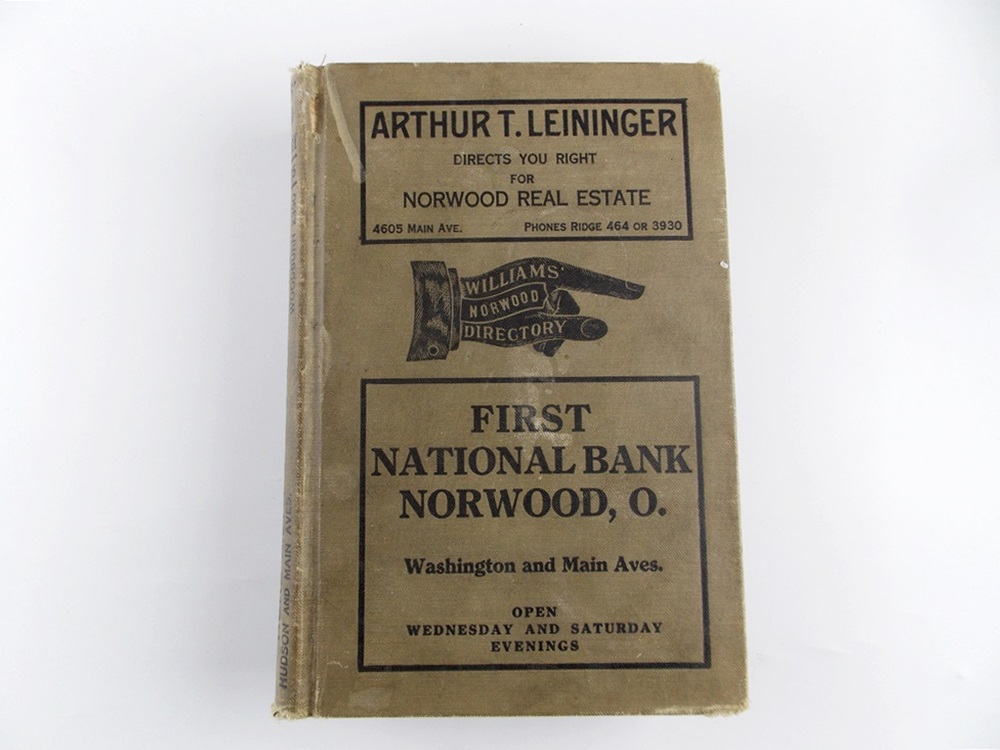 ARTHUR T. LEININGER
DIRECTS YOU RIGHT
FOR
NORWOOD REAL ESTATE
4605 MAIN AVE. PHONES RIDGE 464 OR 3930
WILLIAMS'
NORWOOD
DIRECTORY
FIRST
NATIONAL BANK
NORWOOD, O.
Washington and Main Aves.
OPEN
WEDNESDAY AND SATURDAY
EVENINGS
HUDSON AND MAIN AVES.